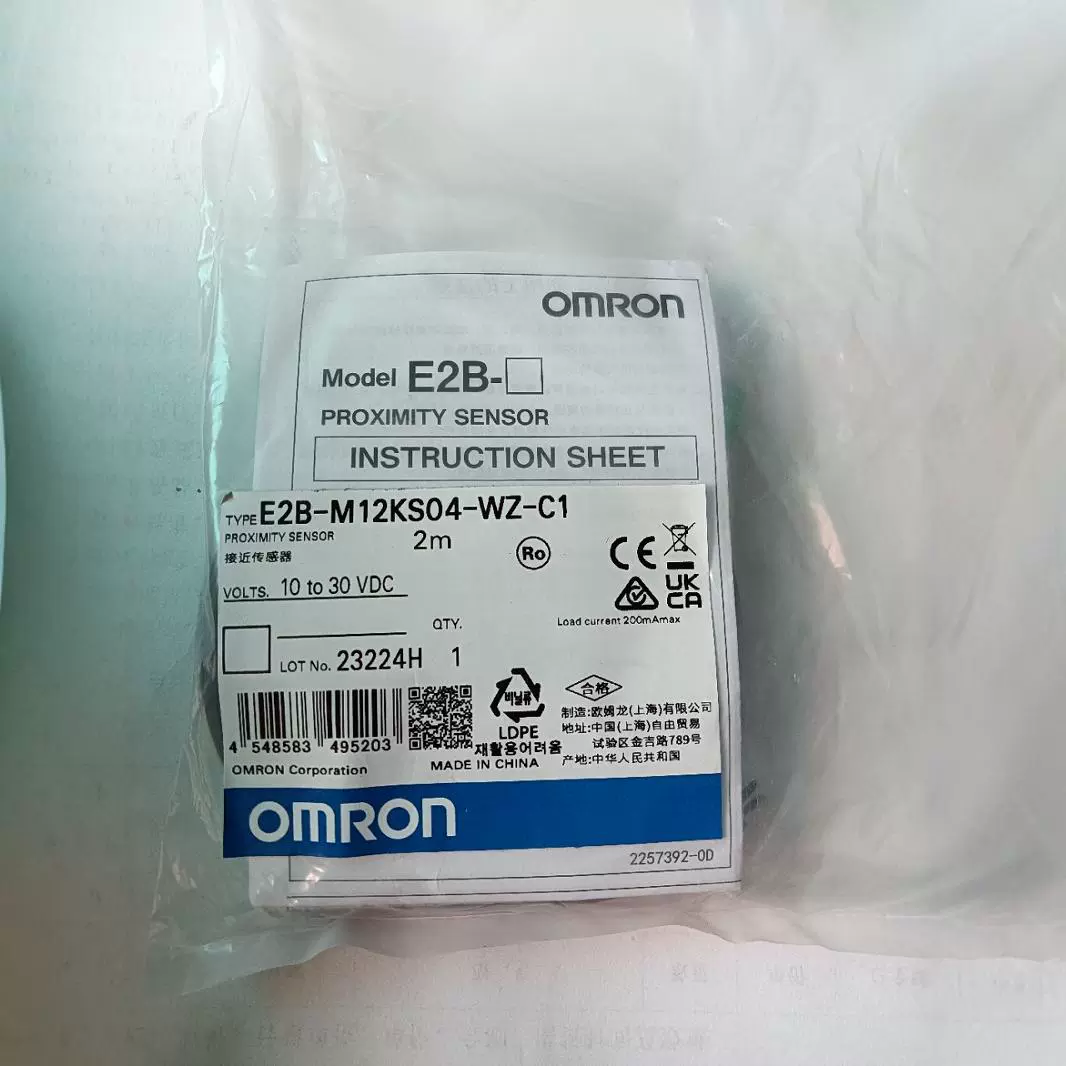 OMRON
Model E2B-□
PROXIMITY SENSOR
INSTRUCTION SHEET
TYPE E2B-M12KS04-WZ-C1
PROXIMITY SENSOR 2m
接近传感器
Ro
CE
UK
CA
VOLTS. 10 to 30 VDC
Load current 200mAmax
QTY.
LOT No. 23224H 1
비닐류
LDPE
재활용어려움
合格
制造:欧姆龙(上海)有限公司
地址:中国(上海)自由贸易
试验区金吉路789号
产地:中华人民共和国
4 548583 495203
OMRON Corporation
MADE IN CHINA
OMRON
2257392-0D